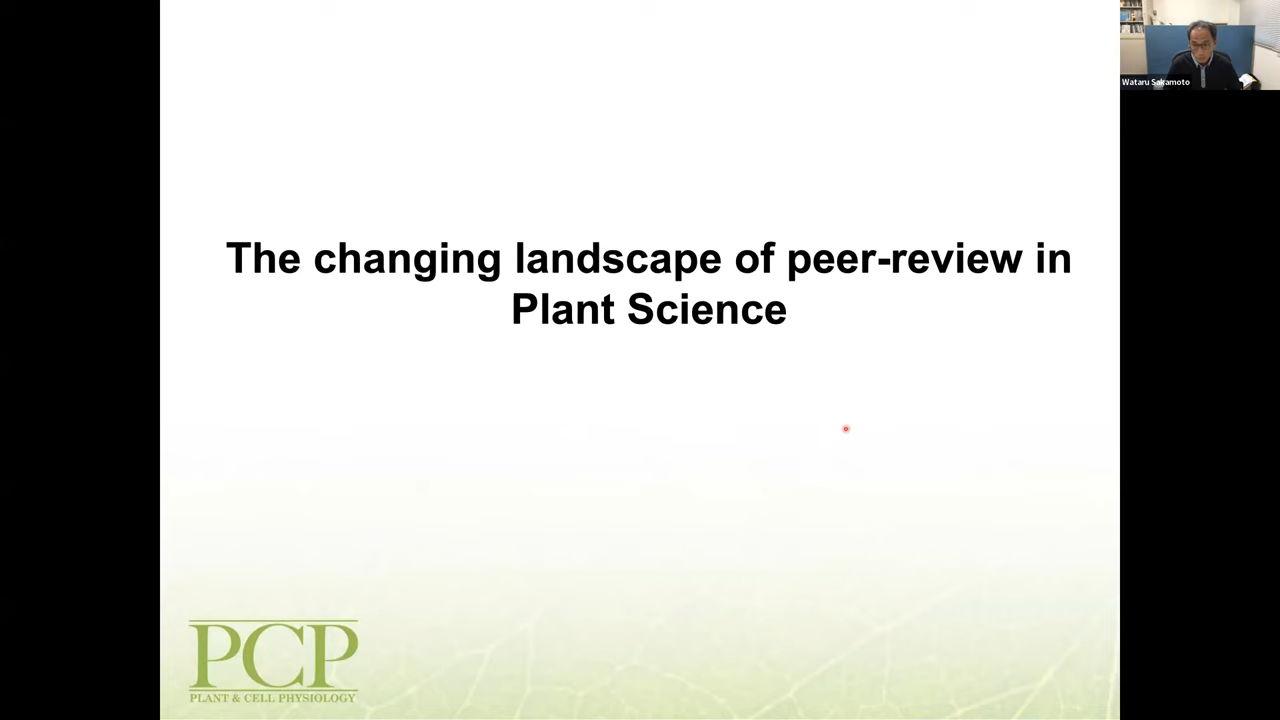 Wataru Sakamoto
The changing landscape of peer-review in
Plant Science
PCP
PLANT & CELL PHYSIOLOGY